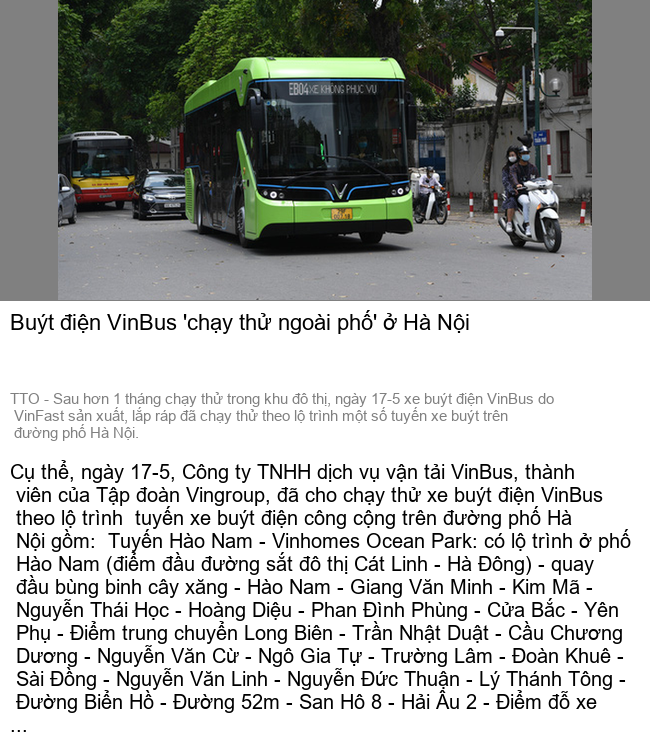 EB04 XE KHÔNG PHỤC VỤ
Buýt điện VinBus 'chạy thử ngoài phố' ở Hà Nội
TTO - Sau hơn 1 tháng chạy thử trong khu đô thị, ngày 17-5 xe buýt điện VinBus do
VinFast sản xuất, lắp ráp đã chạy thử theo lộ trình một số tuyến xe buýt trên
đường phố Hà Nội.
Cụ thể, ngày 17-5, Công ty TNHH dịch vụ vận tải VinBus, thành
viên của Tập đoàn Vingroup, đã cho chạy thử xe buýt điện VinBus
theo lộ trình  tuyến xe buýt điện công cộng trên đường phố Hà
Nội gồm:  Tuyến Hào Nam - Vinhomes Ocean Park: có lộ trình ở phố
Hào Nam (điểm đầu đường sắt đô thị Cát Linh - Hà Đông) - quay
đầu bùng binh cây xăng - Hào Nam - Giang Văn Minh - Kim Mã -
Nguyễn Thái Học - Hoàng Diệu - Phan Đình Phùng - Cửa Bắc - Yên
Phụ - Điểm trung chuyển Long Biên - Trần Nhật Duật - Cầu Chương
Dương - Nguyễn Văn Cừ - Ngô Gia Tự - Trường Lâm - Đoàn Khuê -
Sài Đồng - Nguyễn Văn Linh - Nguyễn Đức Thuận - Lý Thánh Tông -
Đường Biển Hồ - Đường 52m - San Hô 8 - Hải Âu 2 - Điểm đỗ xe
...